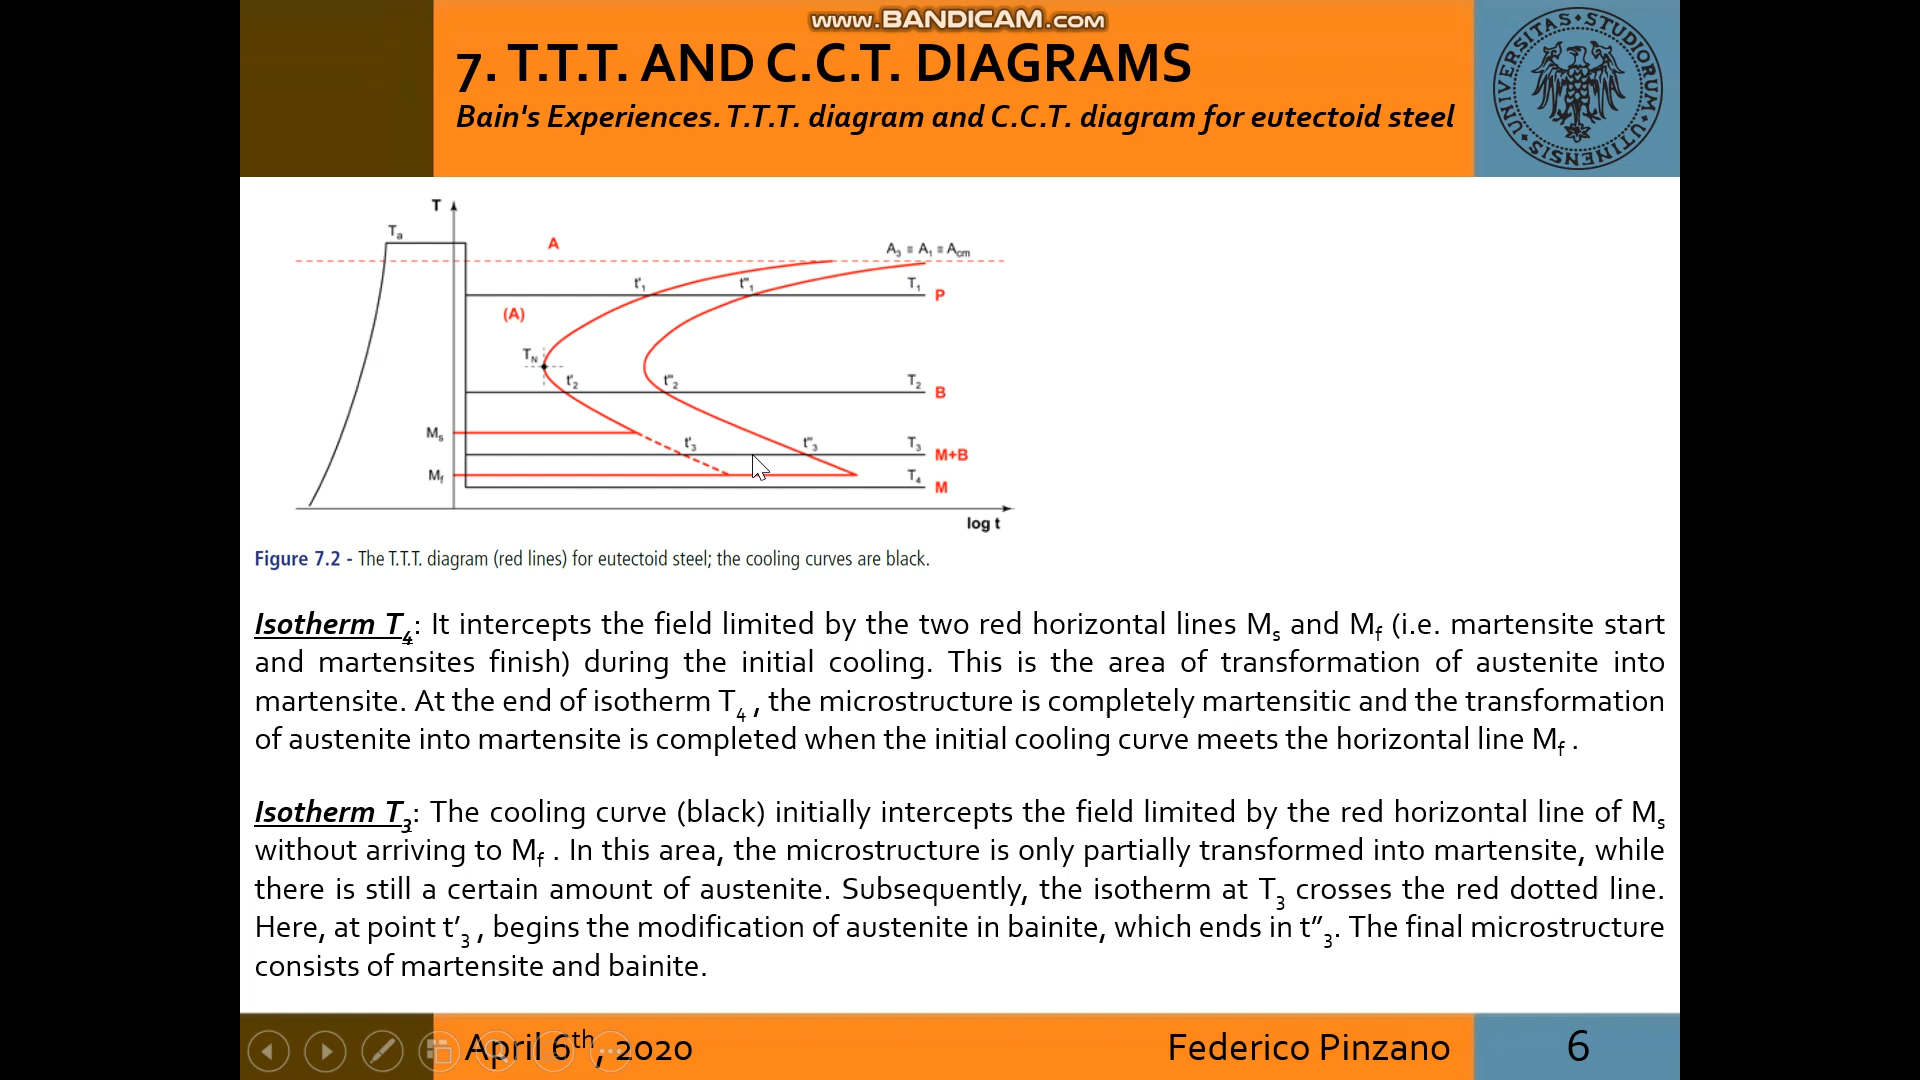 www.BANDICAM.com
7. T.T.T. AND C.C.T. DIAGRAMS
Bain's Experiences. T.T.T. diagram and C.C.T. diagram for eutectoid steel
UNIVERSITAS STUDIORUM UTINENSIS
T
Ta
A
A3 ≡ A1 ≡ Acm
t'1
t"1
T1
P
(A)
TN
t'2
t"2
T2
B
Ms
t'3
t"3
T3
M+B
Mf
T4
M
log t
Figure 7.2 - The T.T.T. diagram (red lines) for eutectoid steel; the cooling curves are black.
Isotherm T4: It intercepts the field limited by the two red horizontal lines Ms and Mf (i.e. martensite start
and martensites finish) during the initial cooling. This is the area of transformation of austenite into
martensite. At the end of isotherm T4 , the microstructure is completely martensitic and the transformation
of austenite into martensite is completed when the initial cooling curve meets the horizontal line Mf .
Isotherm T3: The cooling curve (black) initially intercepts the field limited by the red horizontal line of Ms
without arriving to Mf . In this area, the microstructure is only partially transformed into martensite, while
there is still a certain amount of austenite. Subsequently, the isotherm at T3 crosses the red dotted line.
Here, at point t′3 , begins the modification of austenite in bainite, which ends in t″3. The final microstructure
consists of martensite and bainite.
April 6th, 2020
Federico Pinzano
6